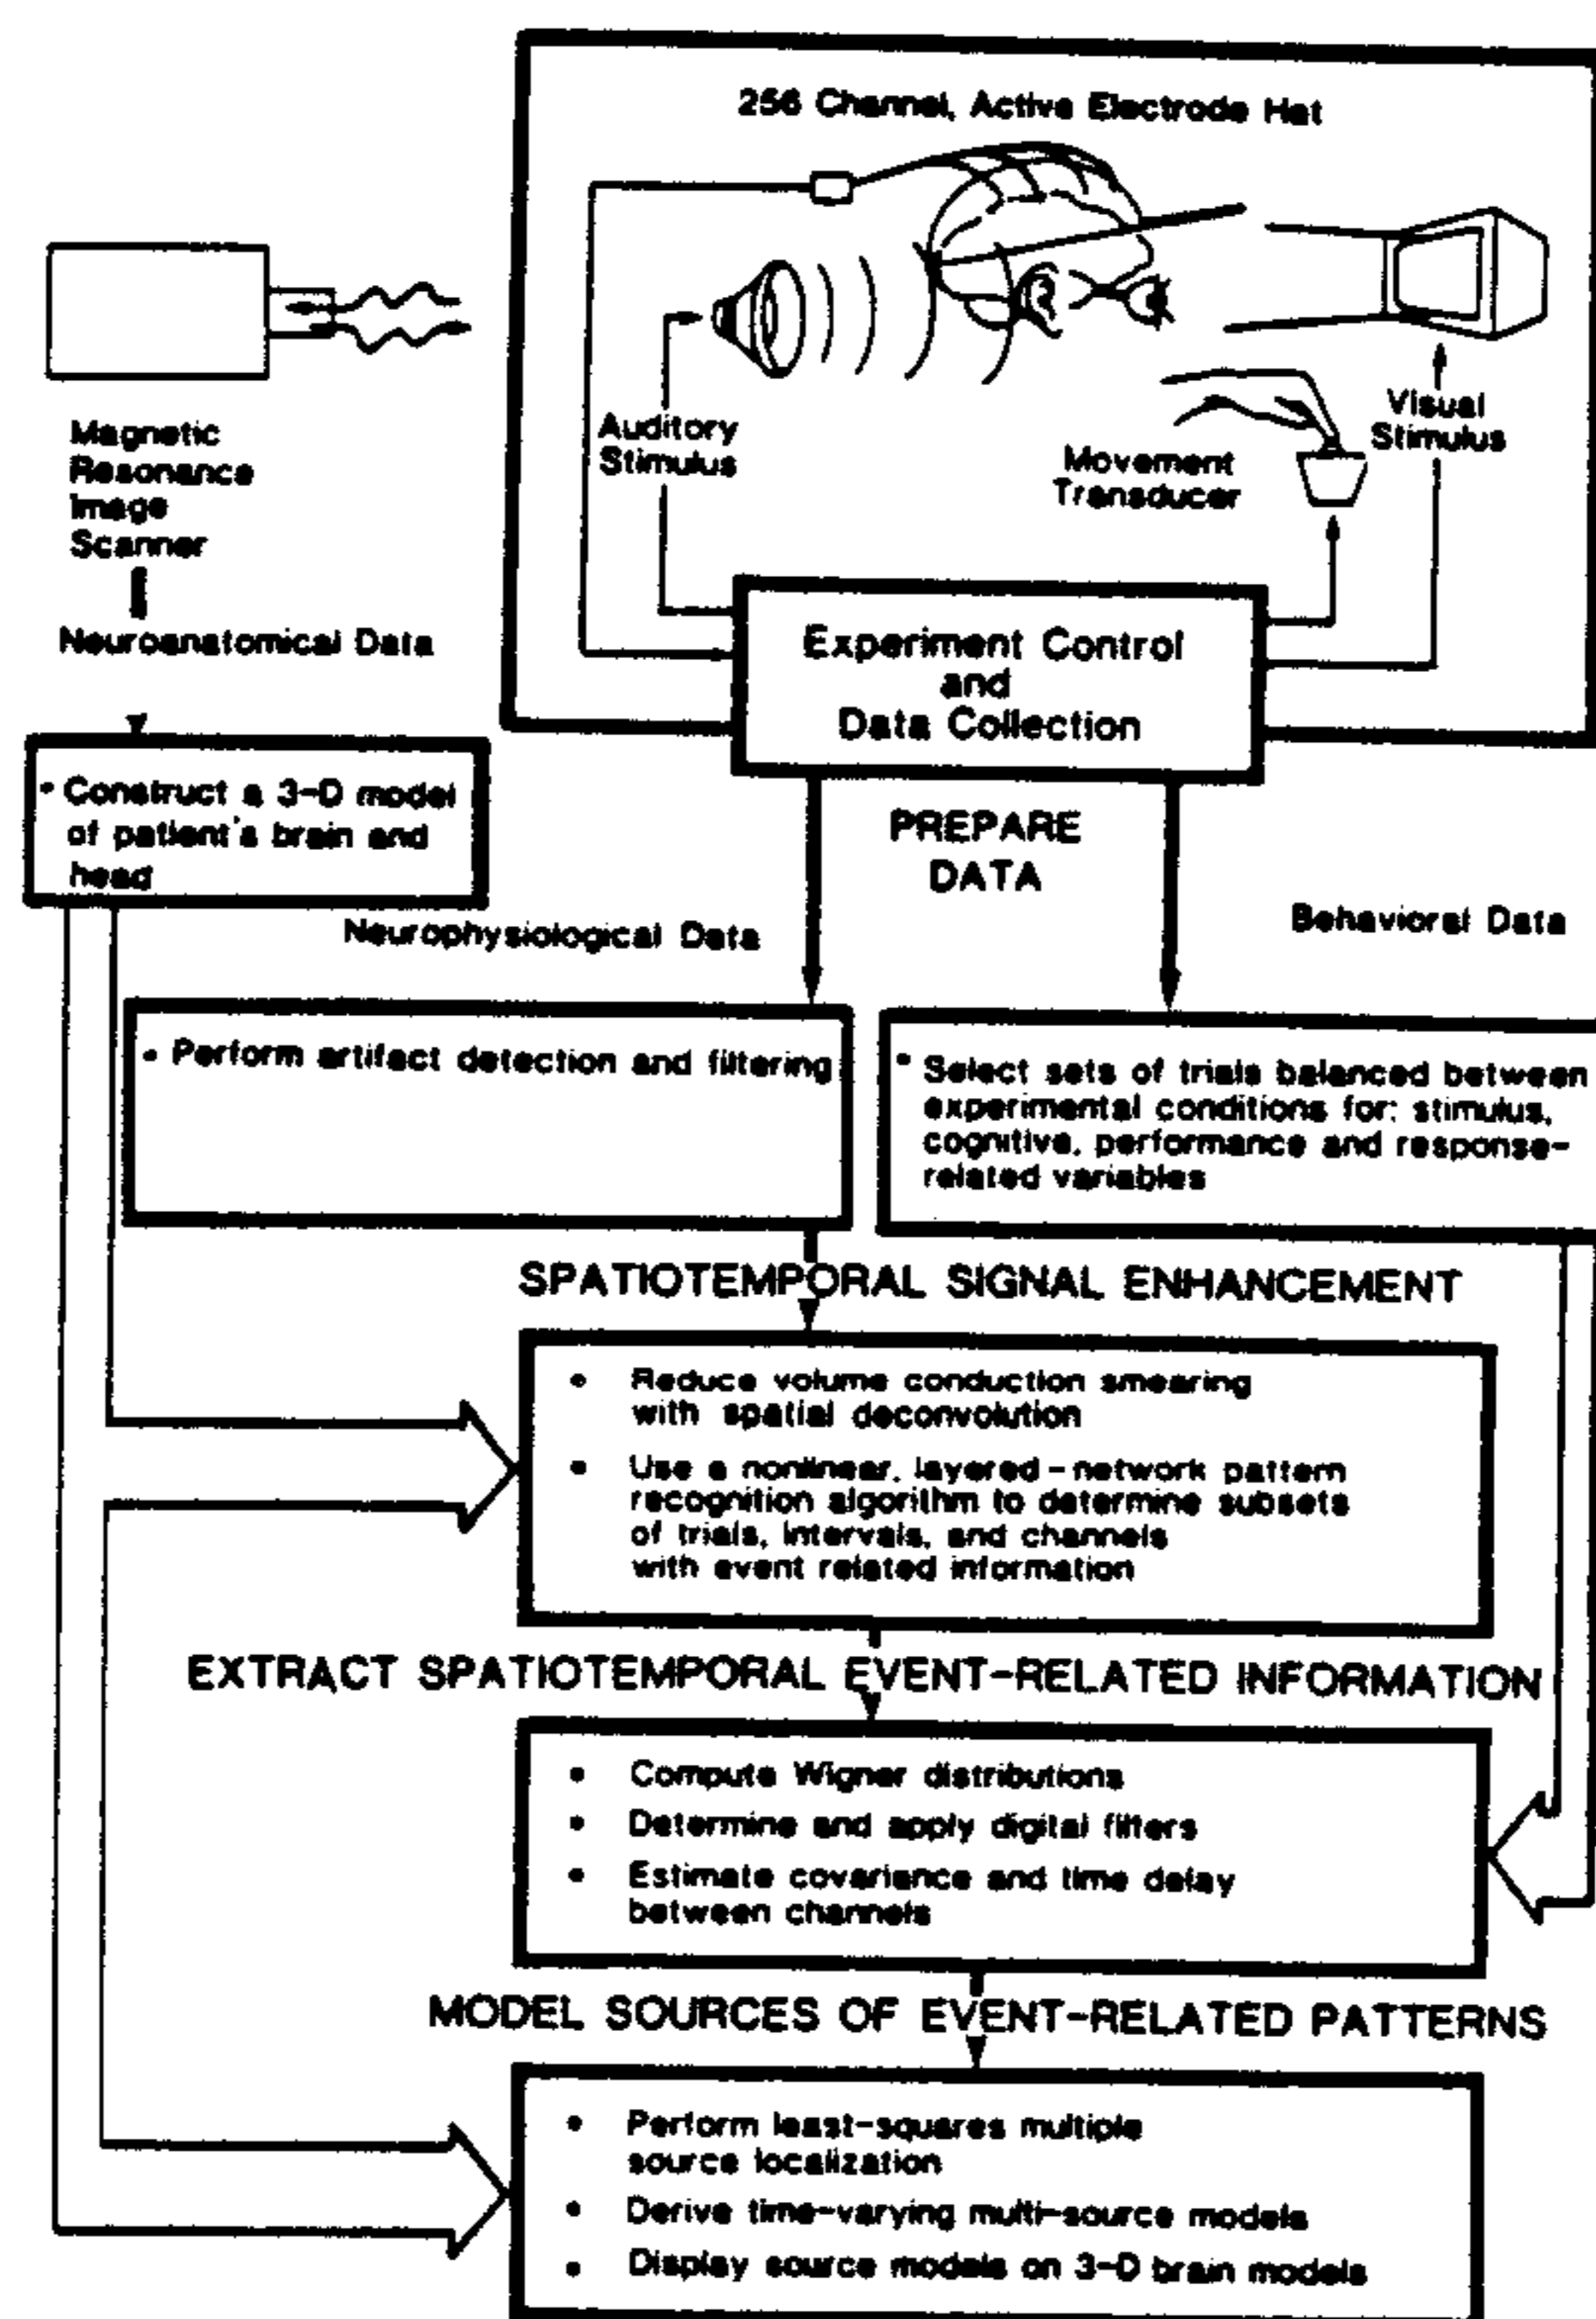 256 Channel, Active Electrode Hat
Magnetic
Resonance
Image
Scanner
Auditory
Stimulus
Movement
Transducer
Visual
Stimulus
Neuroanatomical Data
Experiment Control
and
Data Collection
• Construct a 3-D model
of patient's brain and
head
PREPARE
DATA
Neurophysiological Data
Behavioral Data
• Perform artifact detection and filtering
• Select sets of trials balanced between
experimental conditions for: stimulus,
cognitive, performance and response-
related variables
SPATIOTEMPORAL SIGNAL ENHANCEMENT
• Reduce volume conduction smearing
with spatial deconvolution
• Use a nonlinear, layered-network pattern
recognition algorithm to determine subsets
of trials, intervals, and channels
with event related information
EXTRACT SPATIOTEMPORAL EVENT-RELATED INFORMATION
• Compute Wigner distributions
• Determine and apply digital filters
• Estimate covariance and time delay
between channels
MODEL SOURCES OF EVENT-RELATED PATTERNS
• Perform least-squares multiple
source localization
• Derive time-varying multi-source models
• Display source models on 3-D brain models